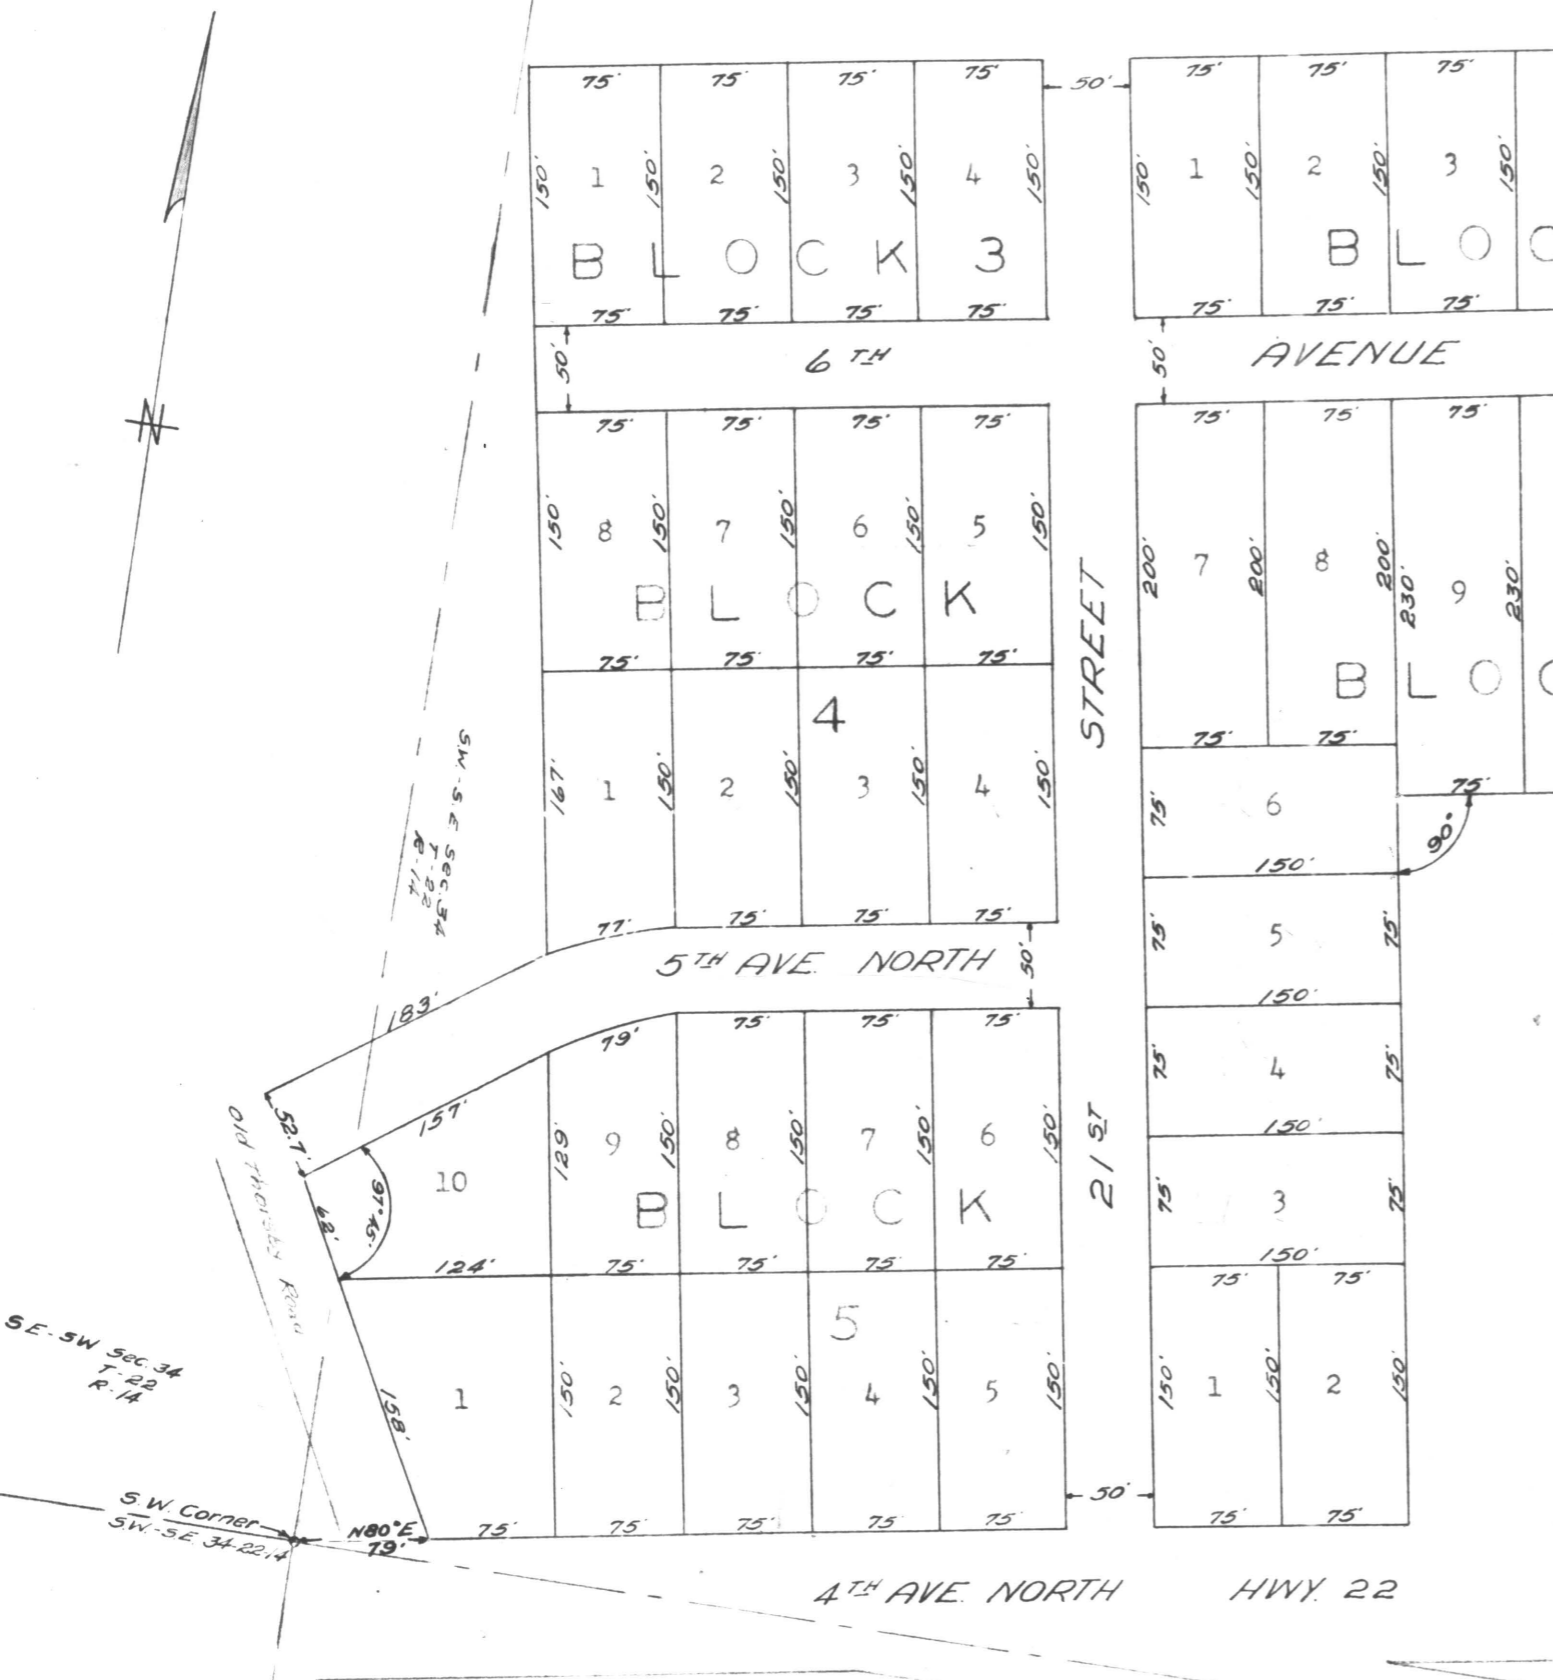 75' 75' 75' 75' 50' 75' 75' 75'
150' 1 150' 2 150' 3 150' 4 150' 150' 1 150' 2 150' 3 150'
BLOCK 3 BLOC
75' 75' 75' 75' 75' 75' 75'
50' 6TH 50' AVENUE
N
75' 75' 75' 75' 75' 75' 75'
150' 8 150' 7 150' 6 150' 5 150' 200' 7 200' 8 200' 230' 9 230'
BLOCK STREET BLOC
75' 75' 75' 75'
4
75' 75' 75'
167' 1 150' 2 150' 3 150' 4 150' 75' 6 90°
150'
S.W.-S.E. SEC. 34
T-22
R-14
77' 75' 75' 75' 75' 5 75'
5TH AVE. NORTH 50'
150'
183'
79' 75' 75' 75' 75' 4 75'
157'
150'
52.7' Old Thorsby Road
10 129' 9 150' 8 150' 7 150' 6 150' 21ST 75' 3 75'
62' 97°45'
BLOCK
124' 75' 75' 75' 75' 150'
5 75' 75'
SE-SW Sec. 34
T-22
R-14
158' 1 150' 2 150' 3 150' 4 150' 5 150' 150' 1 150' 2 150'
S.W. Corner
S.W.-S.E. 34-22-14
N80°E
79'
75' 75' 75' 75' 75' 50' 75' 75'
4TH AVE. NORTH HWY. 22